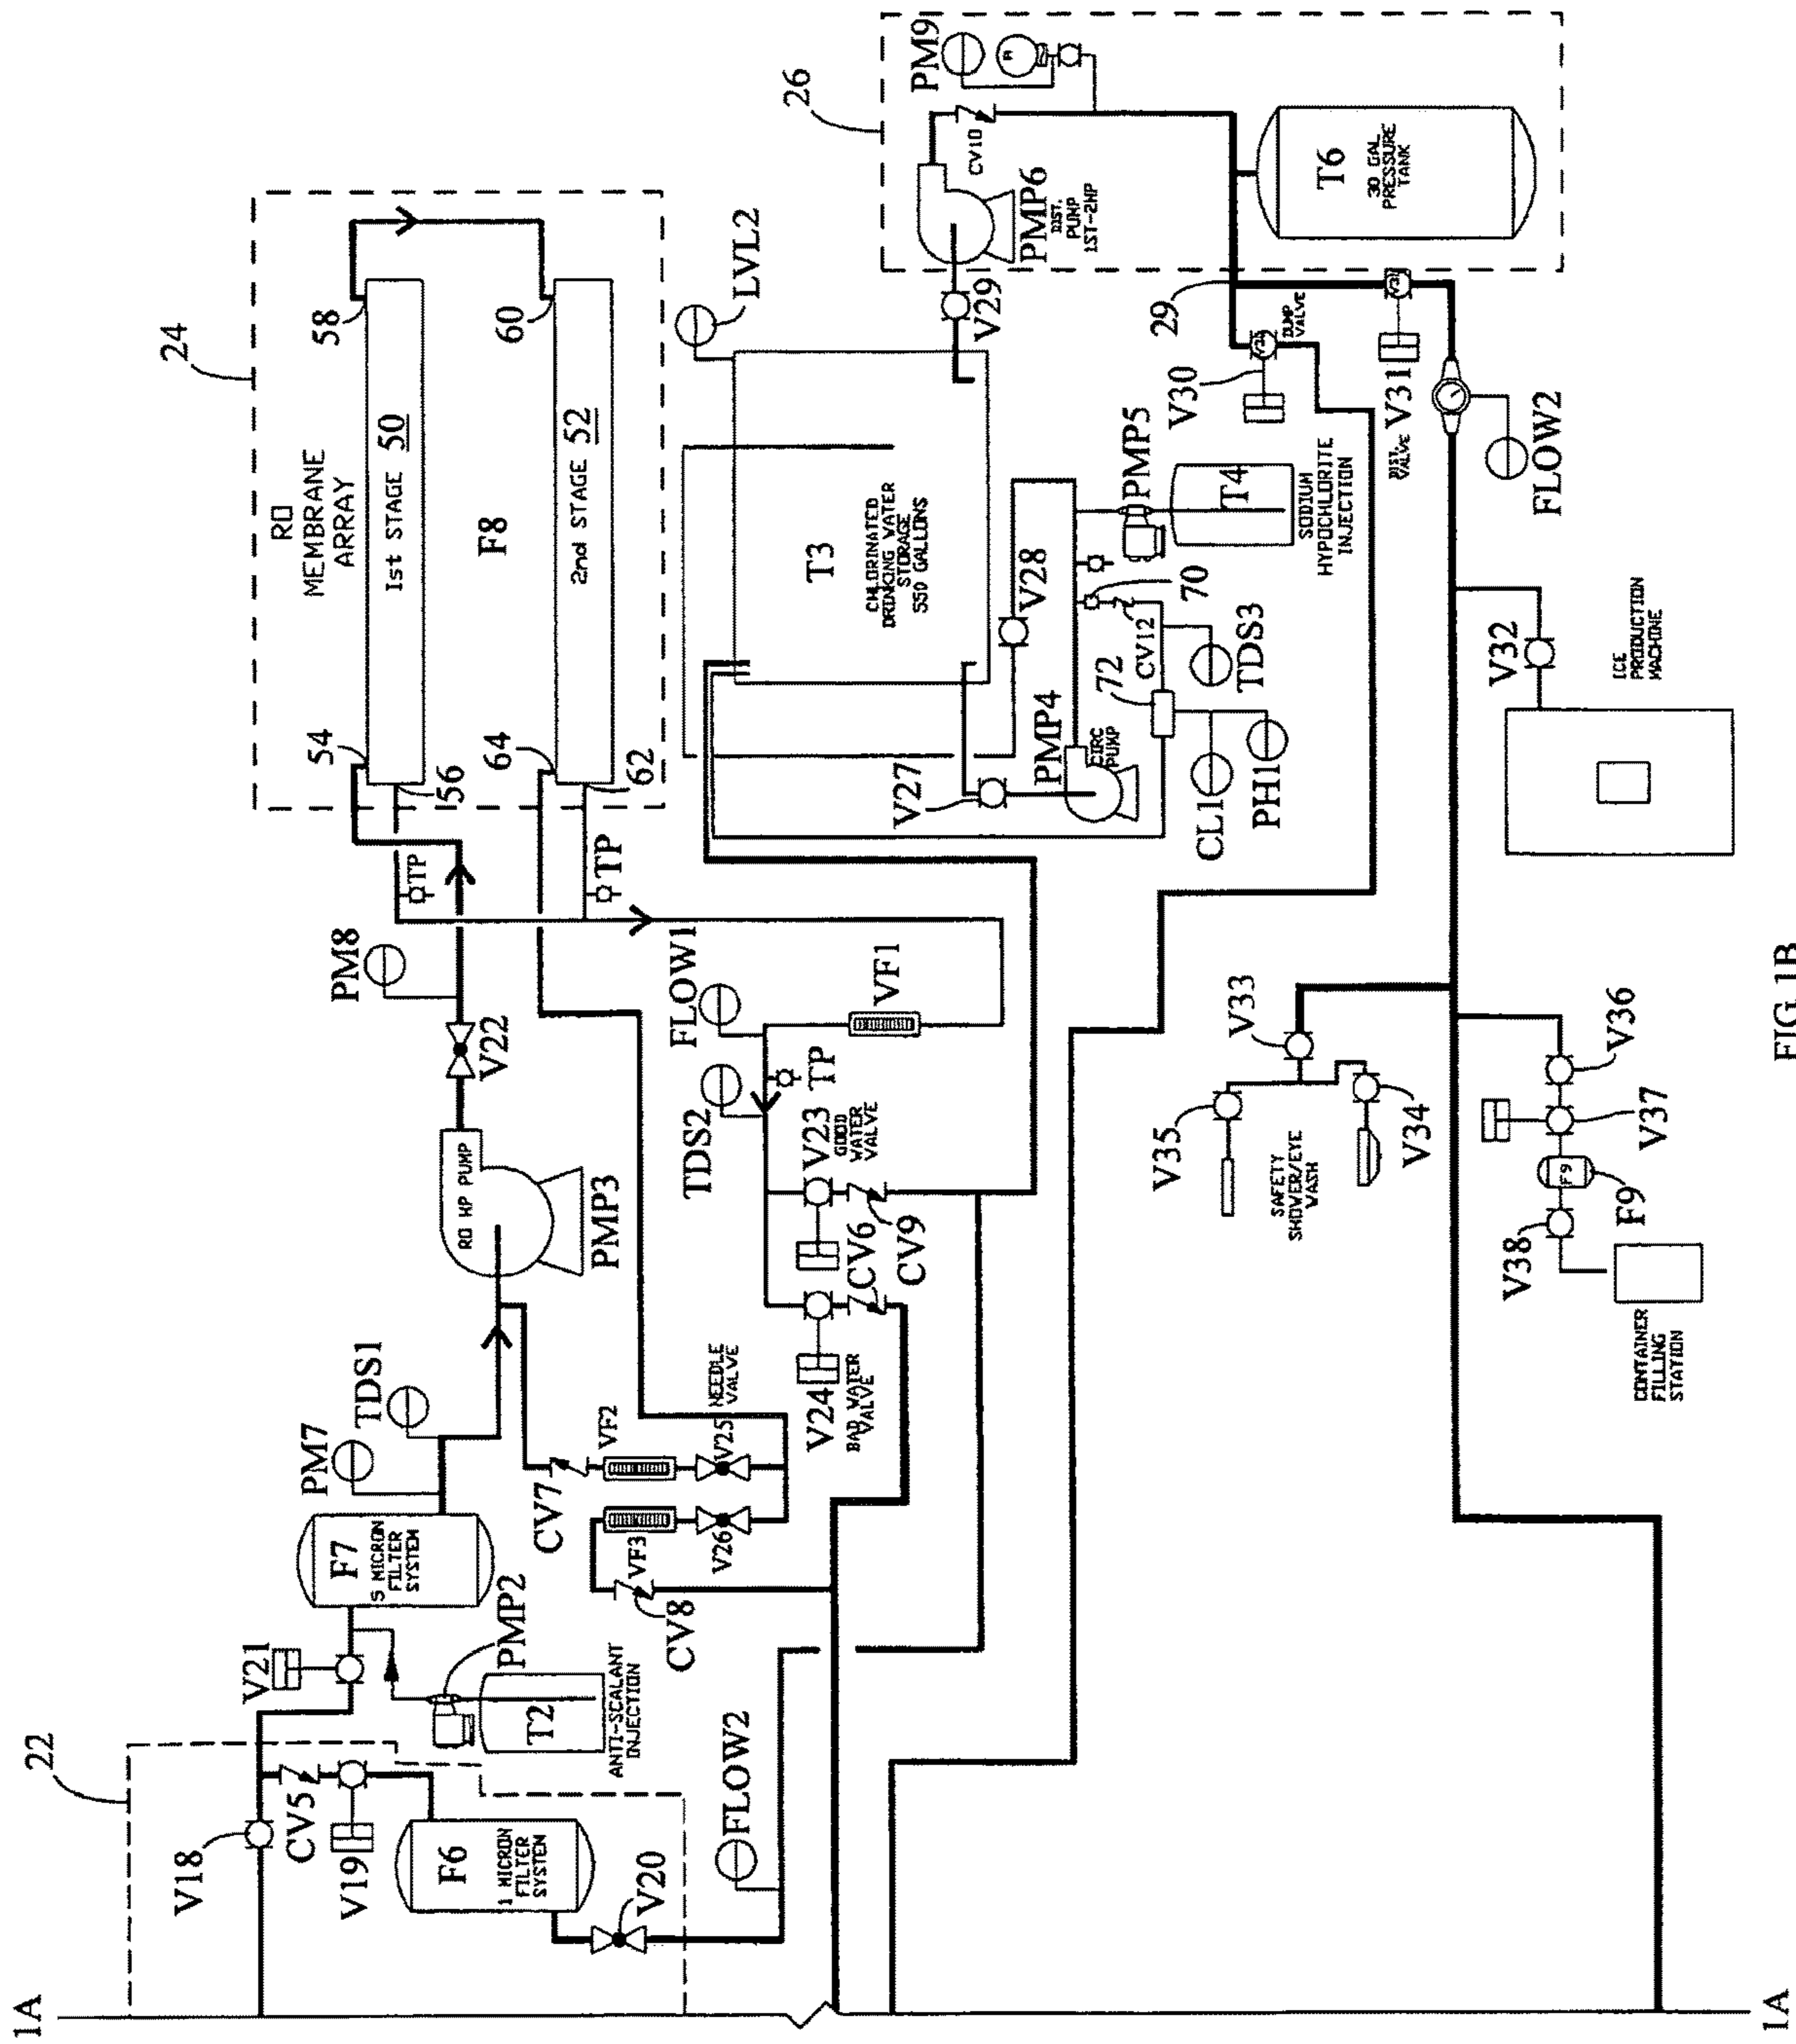 1A
22
V18
CV5
V19
F6
1 MICRON
FILTER
SYSTEM
V20
V21
PMP2
T2
ANTI-SCALANT
INJECTION
F7
5 MICRON
FILTER
SYSTEM
PM7
TDS1
RO HP PUMP
PMP3
V22
PM8
TP
TP
24
RO
MEMBRANE
ARRAY
1st STAGE 50
F8
2nd STAGE 52
54
56
58
60
62
64
CV7
VF2
V25
NEEDLE
VALVE
VF3
V26
CV8
FLOW2
FLOW1
VF1
TDS2
TP
V23
GOOD
WATER
VALVE
CV6
CV9
V24
BAD WATER
VALVE
LVL2
T3
CHLORINATED
DRINKING WATER
STORAGE
550 GALLONS
V27
PMP4
CIRC
PUMP
V28
PMP5
T4
SODIUM
HYPOCHLORITE
INJECTION
70
CV12
72
TDS3
CL1
PH1
V29
26
PM9
CV10
PMP6
DIST.
PUMP
1ST-2HP
T6
30 GAL
PRESSURE
TANK
29
V30
DUMP
VALVE
V31
DIST.
VALVE
FLOW2
V32
ICE
PRODUCTION
MACHINE
V33
V34
V35
SAFETY
SHOWER/EYE
WASH
V36
V37
F9
F9
V38
CONTAINER
FILLING
STATION
1A
FIG. 1B